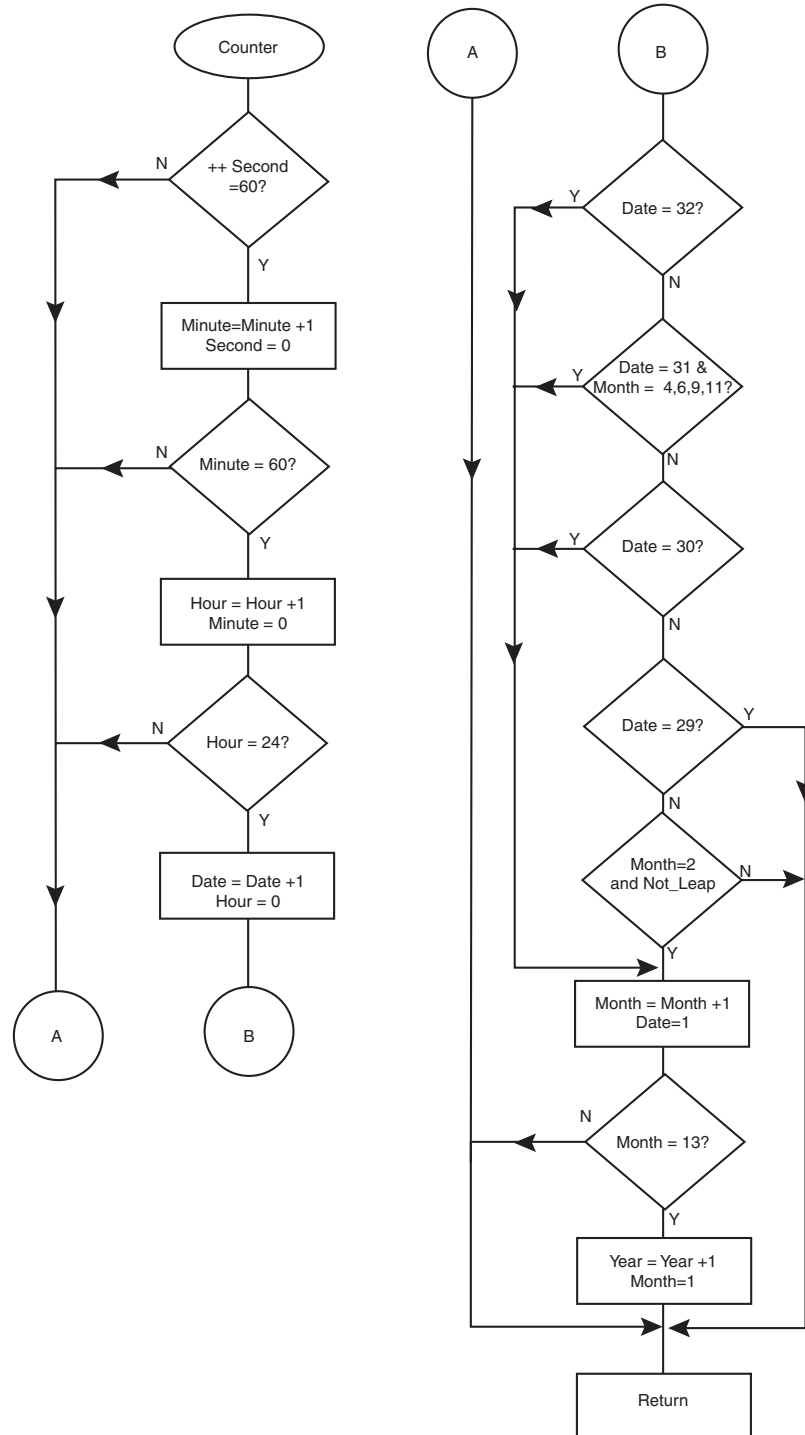 Counter
++ Second
=60?
N
Y
Minute=Minute +1
Second = 0
Minute = 60?
N
Y
Hour = Hour +1
Minute = 0
Hour = 24?
N
Y
Date = Date +1
Hour = 0
A
B
A
B
Date = 32?
Y
N
Date = 31 &
Month = 4,6,9,11?
Y
N
Date = 30?
Y
N
Date = 29?
Y
N
Month=2
and Not_Leap
N
Y
Month = Month +1
Date=1
Month = 13?
N
Y
Year = Year +1
Month=1
Return